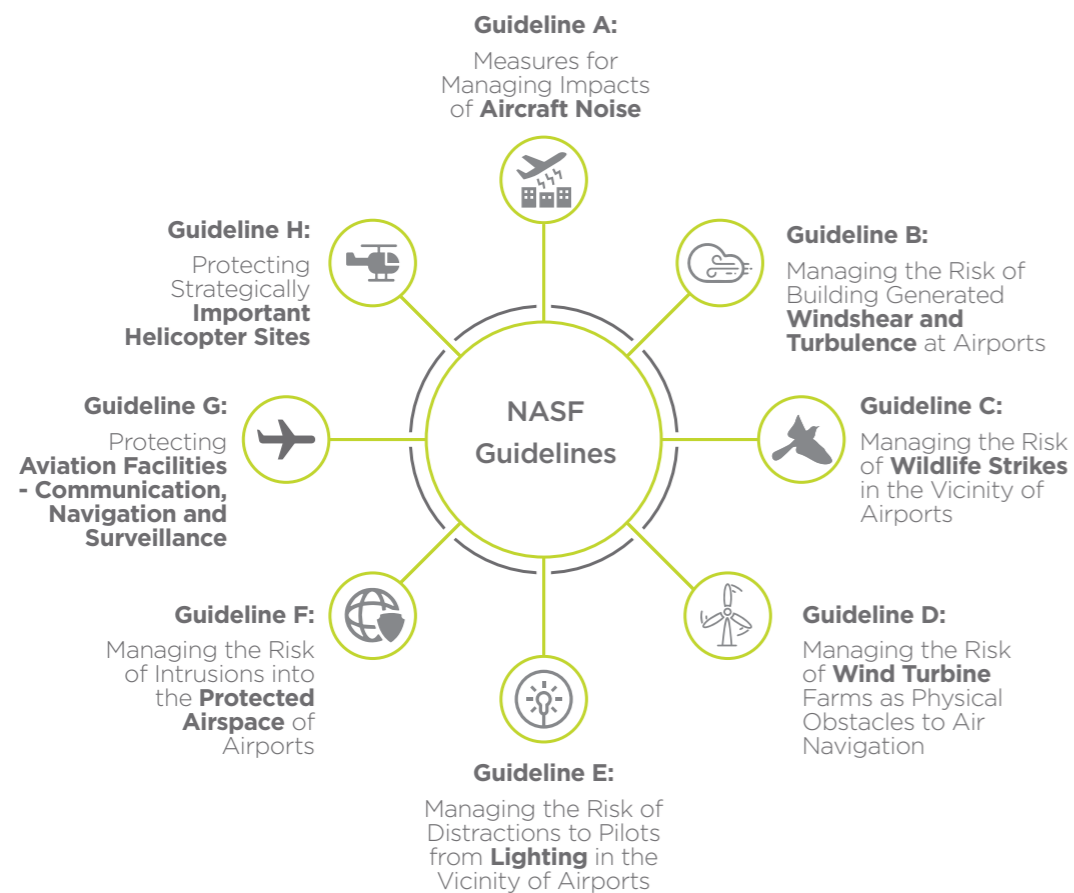 Guideline A:
Measures for
Managing Impacts
of Aircraft Noise
Guideline B:
Managing the Risk of
Building Generated
Windshear and
Turbulence at Airports
Guideline C:
Managing the Risk
of Wildlife Strikes
in the Vicinity of
Airports
Guideline D:
Managing the Risk
of Wind Turbine
Farms as Physical
Obstacles to Air
Navigation
Guideline E:
Managing the Risk of
Distractions to Pilots
from Lighting in the
Vicinity of Airports
Guideline F:
Managing the Risk
of Intrusions into
the Protected
Airspace of
Airports
Guideline G:
Protecting
Aviation Facilities
- Communication,
Navigation and
Surveillance
Guideline H:
Protecting
Strategically
Important
Helicopter Sites
NASF
Guidelines